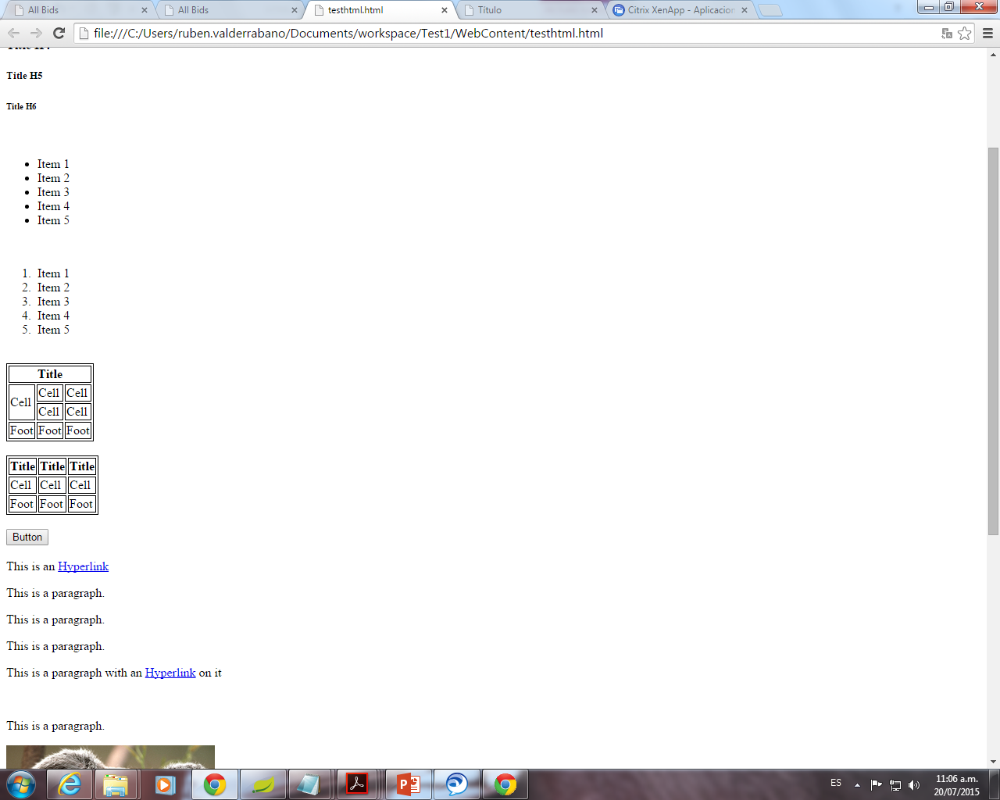 All Bids
All Bids
testhtml.html
Título
Citrix XenApp - Aplicacion
file:///C:/Users/ruben.valderrabano/Documents/workspace/Test1/WebContent/testhtml.html
Title H5
Title H6
Item 1
Item 2
Item 3
Item 4
Item 5
1. Item 1
2. Item 2
3. Item 3
4. Item 4
5. Item 5
Title
Cell Cell Cell
Cell Cell
Foot Foot Foot
Title Title Title
Cell Cell Cell
Foot Foot Foot
Button
This is an Hyperlink
This is a paragraph.
This is a paragraph.
This is a paragraph.
This is a paragraph with an Hyperlink on it
This is a paragraph.
ES
11:06 a.m.
20/07/2015